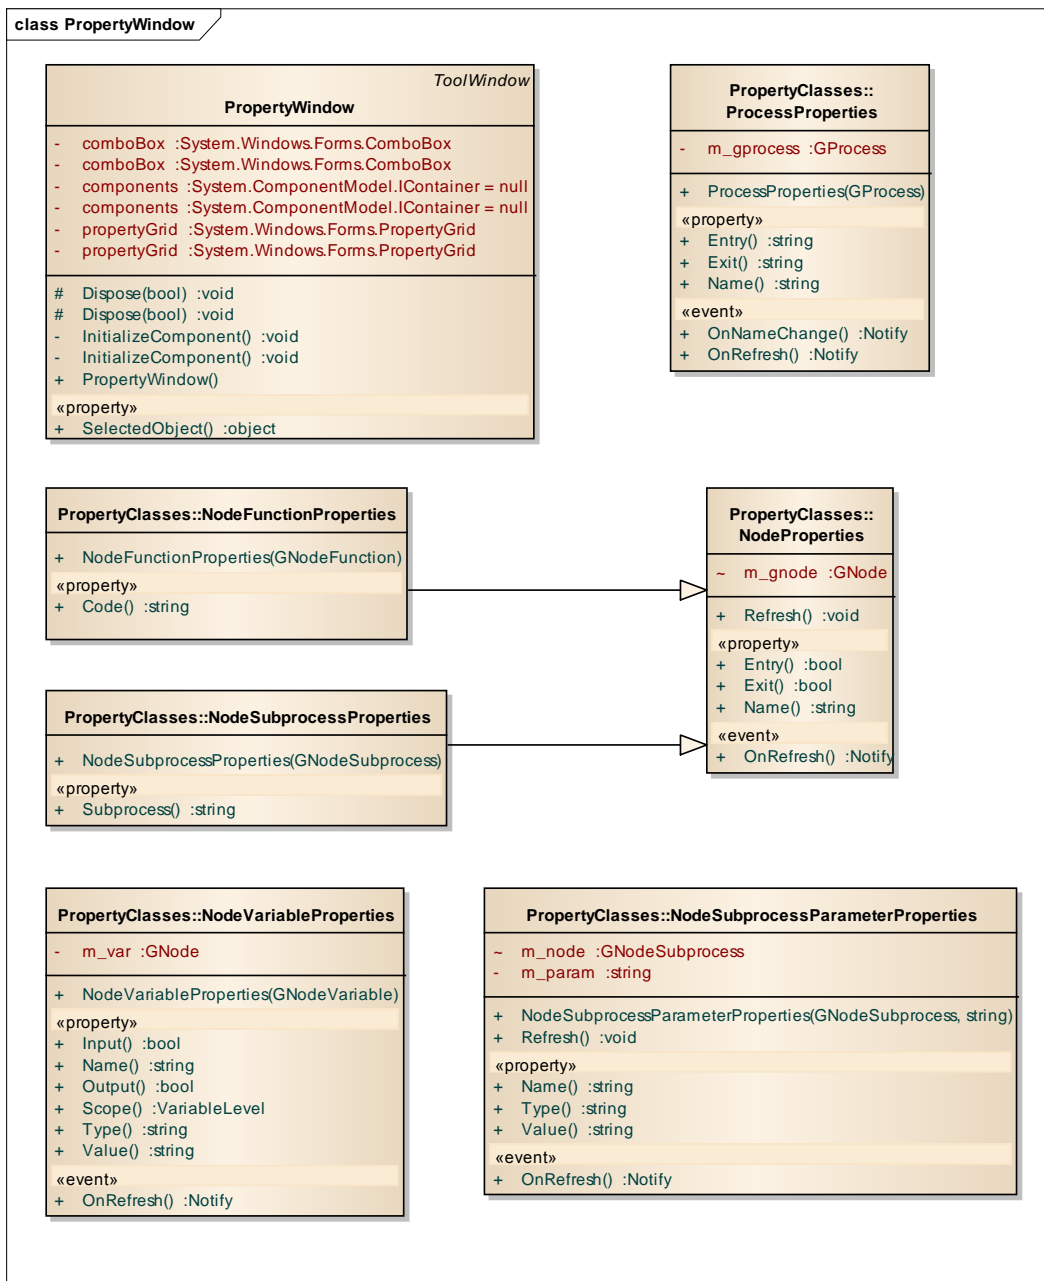 class PropertyWindow
ToolWindow
PropertyWindow
- comboBox :System.Windows.Forms.ComboBox
- comboBox :System.Windows.Forms.ComboBox
- components :System.ComponentModel.IContainer = null
- components :System.ComponentModel.IContainer = null
- propertyGrid :System.Windows.Forms.PropertyGrid
- propertyGrid :System.Windows.Forms.PropertyGrid
# Dispose(bool) :void
# Dispose(bool) :void
- InitializeComponent() :void
- InitializeComponent() :void
+ PropertyWindow()
«property»
+ SelectedObject() :object
PropertyClasses::
ProcessProperties
- m_gprocess :GProcess
+ ProcessProperties(GProcess)
«property»
+ Entry() :string
+ Exit() :string
+ Name() :string
«event»
+ OnNameChange() :Notify
+ OnRefresh() :Notify
PropertyClasses::NodeFunctionProperties
+ NodeFunctionProperties(GNodeFunction)
«property»
+ Code() :string
PropertyClasses::
NodeProperties
~ m_gnode :GNode
+ Refresh() :void
«property»
+ Entry() :bool
+ Exit() :bool
+ Name() :string
«event»
+ OnRefresh() :Notify
PropertyClasses::NodeSubprocessProperties
+ NodeSubprocessProperties(GNodeSubprocess)
«property»
+ Subprocess() :string
PropertyClasses::NodeVariableProperties
- m_var :GNode
+ NodeVariableProperties(GNodeVariable)
«property»
+ Input() :bool
+ Name() :string
+ Output() :bool
+ Scope() :VariableLevel
+ Type() :string
+ Value() :string
«event»
+ OnRefresh() :Notify
PropertyClasses::NodeSubprocessParameterProperties
~ m_node :GNodeSubprocess
- m_param :string
+ NodeSubprocessParameterProperties(GNodeSubprocess, string)
+ Refresh() :void
«property»
+ Name() :string
+ Type() :string
+ Value() :string
«event»
+ OnRefresh() :Notify